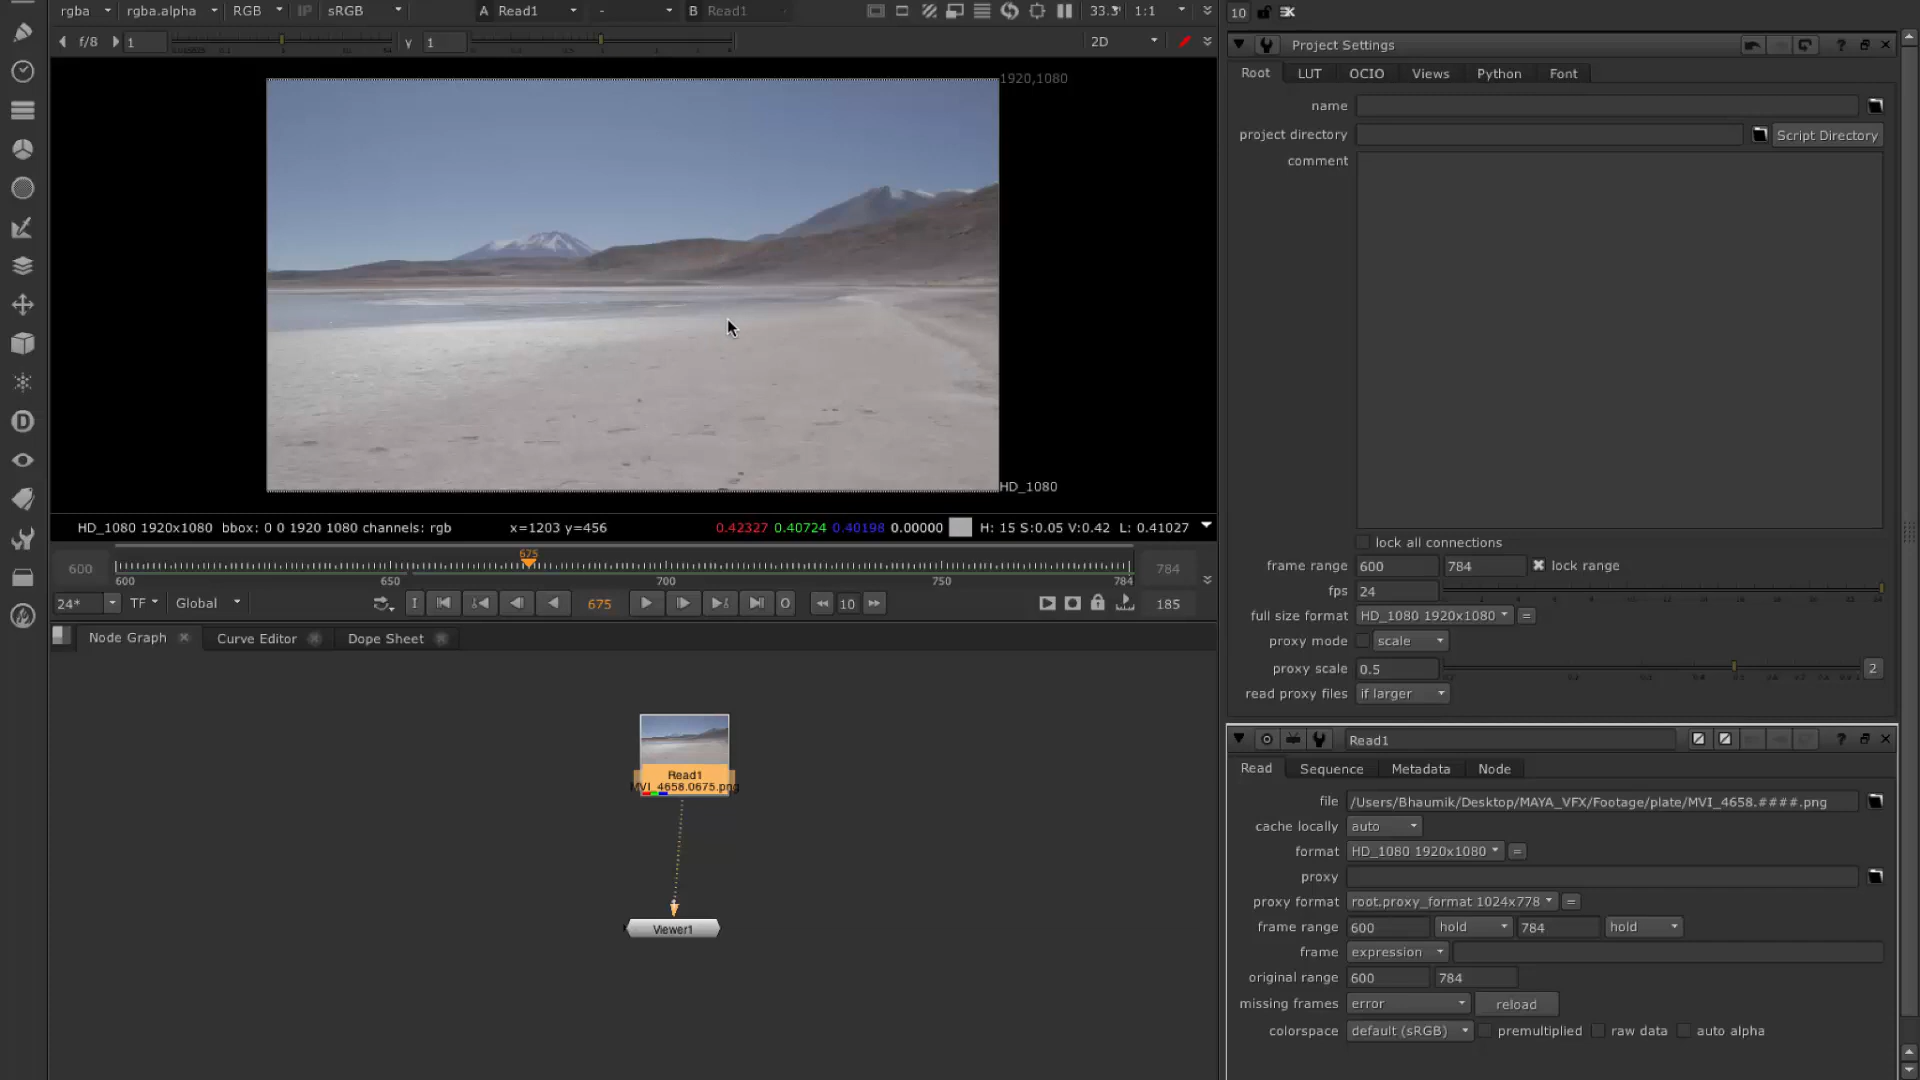 rgba rgba.alpha RGB IP sRGB A Read1 - B Read1 1:1
f/8 1 y 1 2D
1920,1080
HD_1080
HD_1080 1920x1080 bbox: 0 0 1920 1080 channels: rgb x=1203 y=456 0.42327 0.40724 0.40198 0.00000 H: 15 S:0.05 V:0.42 L: 0.41027
600 675 784
600 650 700 750 784
24* TF Global I 675 O 10 185
Node Graph Curve Editor Dope Sheet
Read1
MVI_4658.0675.png
Viewer1
10
Project Settings ?
Root LUT OCIO Views Python Font
name
project directory Script Directory
comment
lock all connections
frame range 600 784 lock range
fps 24
full size format HD_1080 1920x1080 =
proxy mode scale
proxy scale 0.5 2
read proxy files if larger
Read1 ?
Read Sequence Metadata Node
file /Users/Bhaumik/Desktop/MAYA_VFX/Footage/plate/MVI_4658.####.png
cache locally auto
format HD_1080 1920x1080 =
proxy
proxy format root.proxy_format 1024x778 =
frame range 600 hold 784 hold
frame expression
original range 600 784
missing frames error reload
colorspace default (sRGB) premultiplied raw data auto alpha